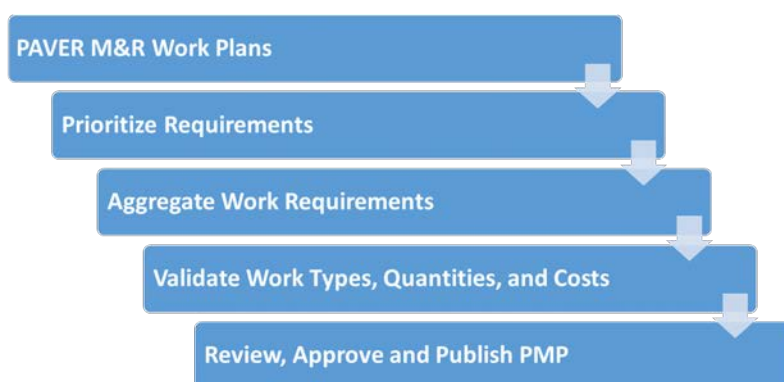 PAVER M&R Work Plans
Prioritize Requirements
Aggregate Work Requirements
Validate Work Types, Quantities, and Costs
Review, Approve and Publish PMP